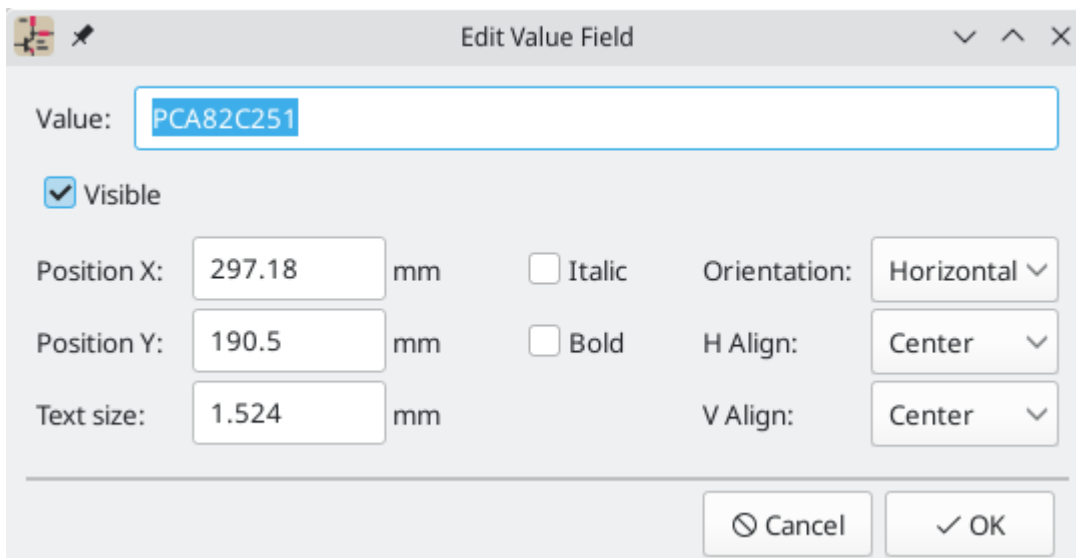 Edit Value Field
Value: PCA82C251
Visible
Position X: 297.18 mm Italic Orientation: Horizontal
Position Y: 190.5 mm Bold H Align: Center
Text size: 1.524 mm V Align: Center
Cancel OK